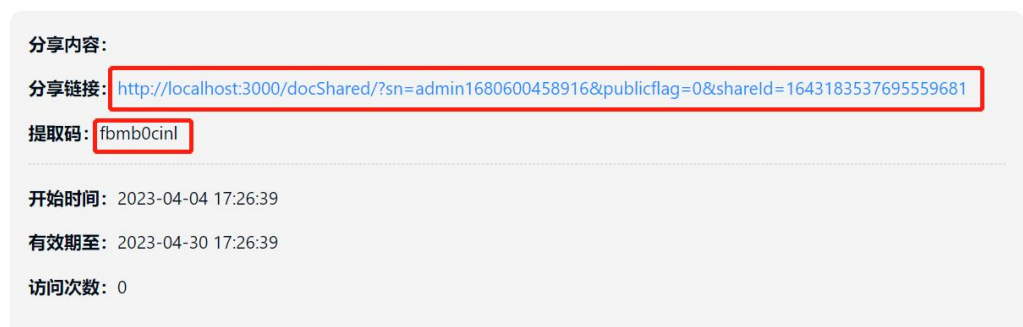 分享内容：
分享链接：http://localhost:3000/docShared/?sn=admin1680600458916&publicflag=0&shareId=1643183537695559681
提取码：fbmb0cinl
开始时间：2023-04-04 17:26:39
有效期至：2023-04-30 17:26:39
访问次数：0